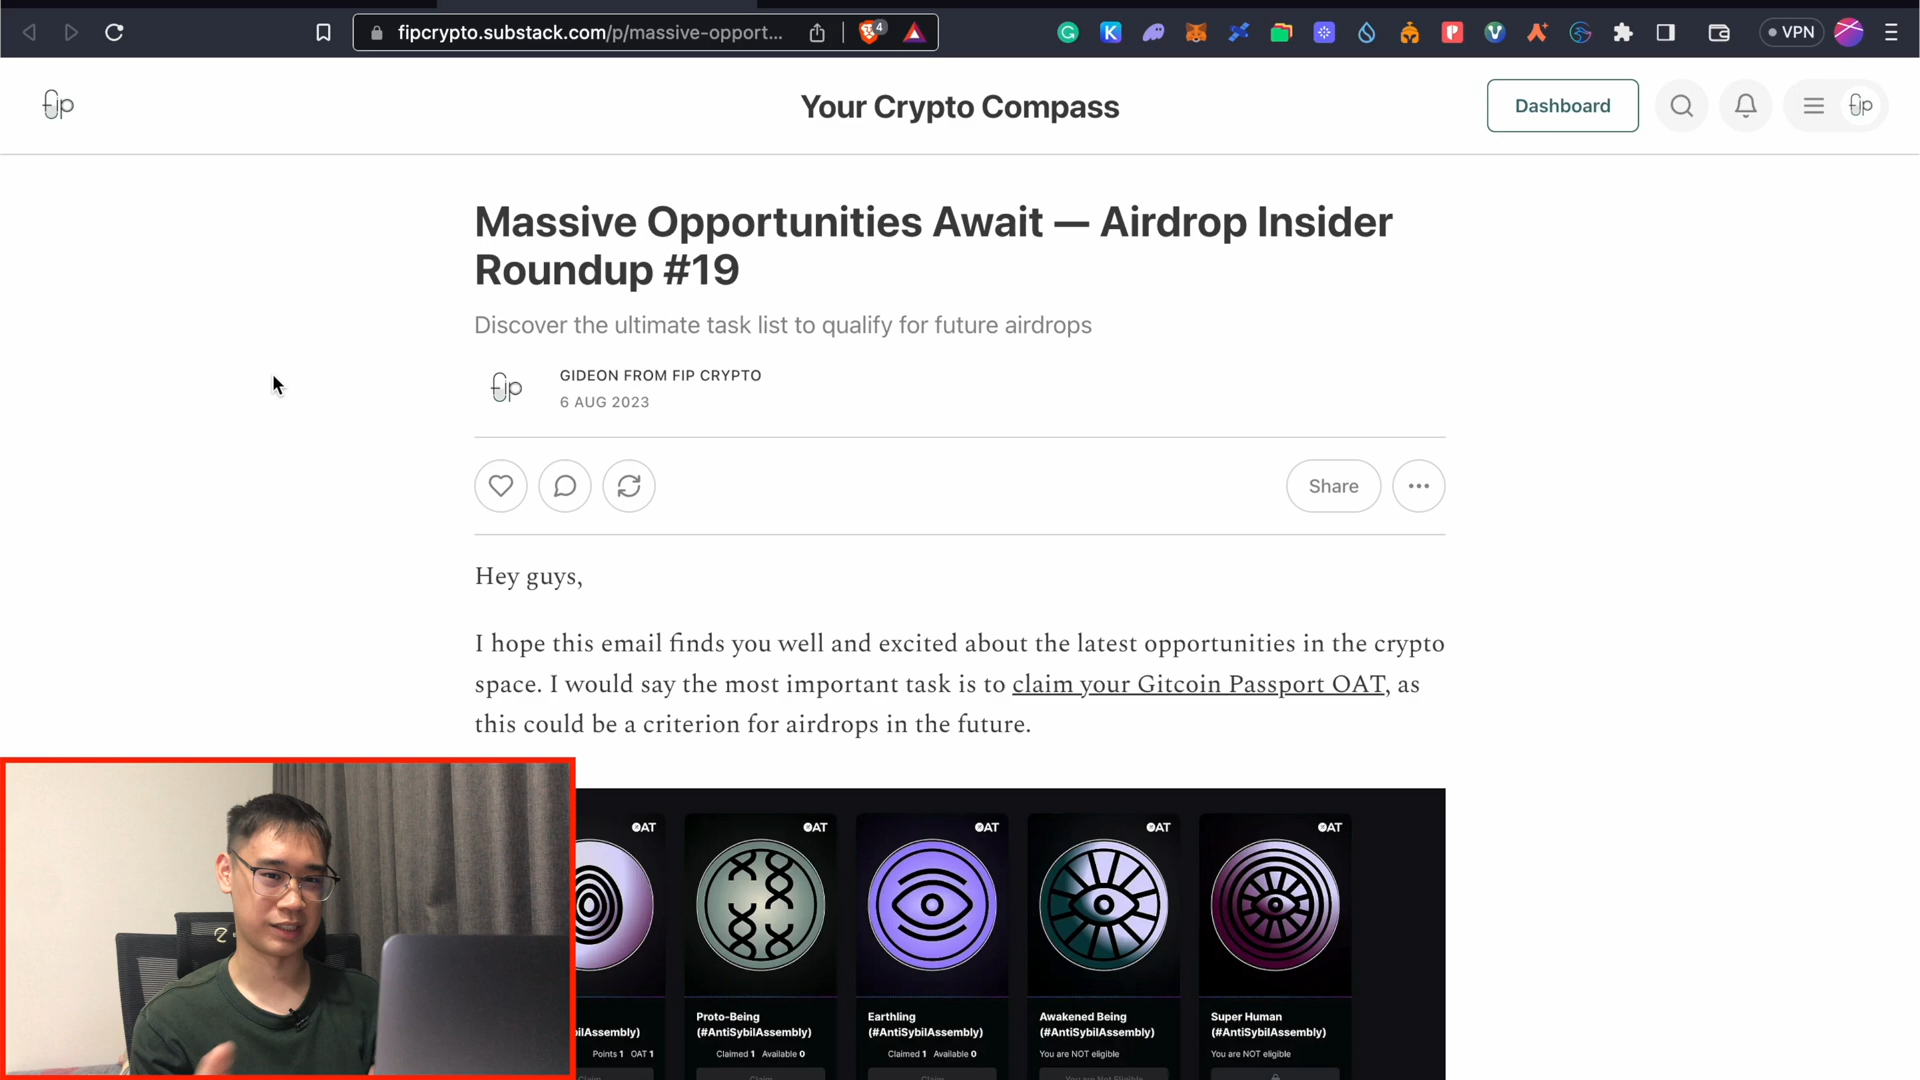 fipcrypto.substack.com/p/massive-opport...
4
VPN
fip
Your Crypto Compass
Dashboard
fip
Massive Opportunities Await — Airdrop Insider
Roundup #19
Discover the ultimate task list to qualify for future airdrops
fip
GIDEON FROM FIP CRYPTO
6 AUG 2023
Share
Hey guys,
I hope this email finds you well and excited about the latest opportunities in the crypto
space. I would say the most important task is to claim your Gitcoin Passport OAT, as
this could be a criterion for airdrops in the future.
OAT OAT OAT OAT OAT
Proto-Being Earthling Awakened Being Super Human
ilAssembly) (#AntiSybilAssembly) (#AntiSybilAssembly) (#AntiSybilAssembly) (#AntiSybilAssembly)
Points 1 OAT 1 Claimed 1 Available 0 Claimed 1 Available 0 You are NOT eligible You are NOT eligible